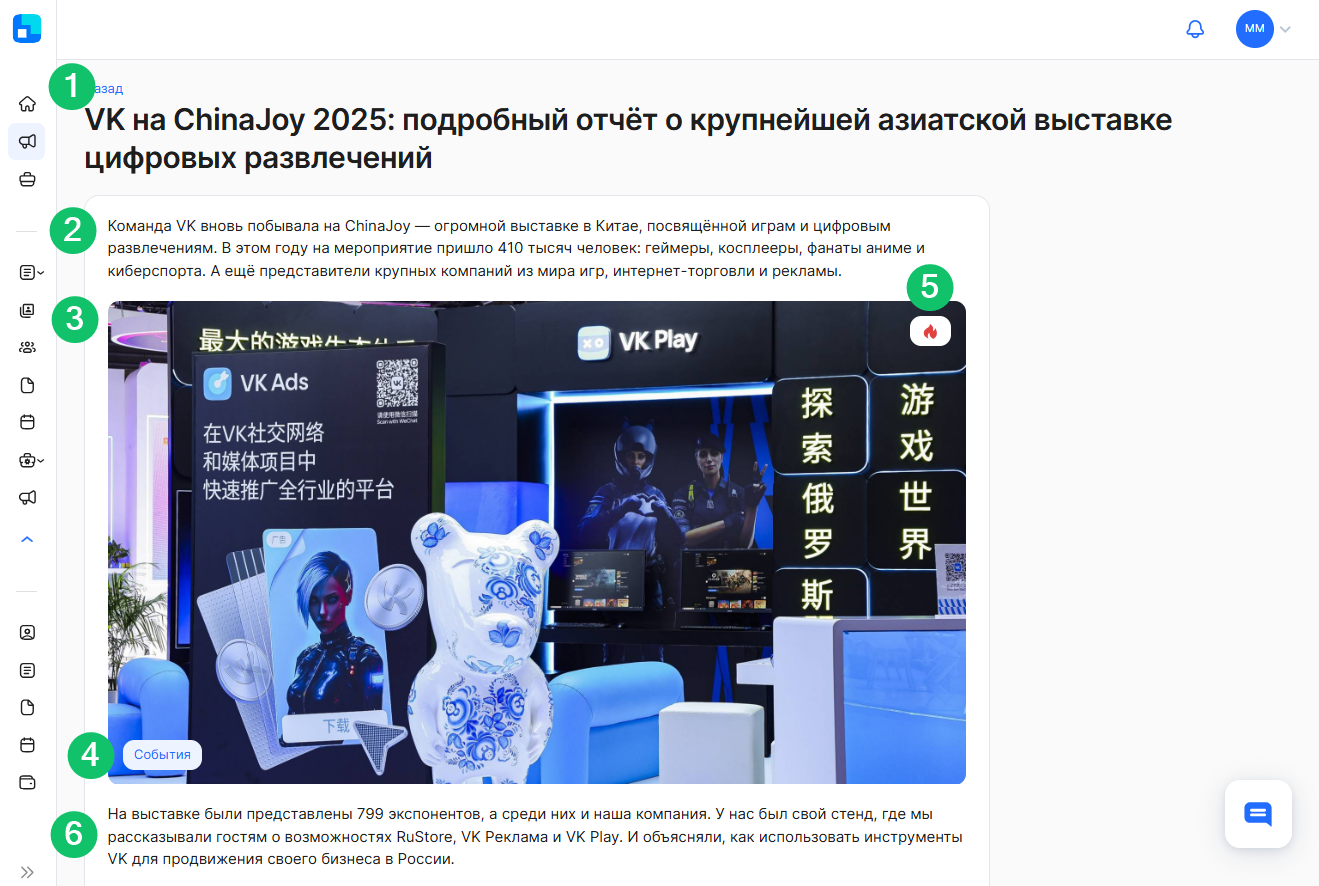 MM
1
азад
VK на ChinaJoy 2025: подробный отчёт о крупнейшей азиатской выставке
цифровых развлечений
2
Команда VK вновь побывала на ChinaJoy — огромной выставке в Китае, посвящённой играм и цифровым
развлечениям. В этом году на мероприятие пришло 410 тысяч человек: геймеры, косплееры, фанаты аниме и
киберспорта. А ещё представители крупных компаний из мира игр, интернет-торговли и рекламы.
5
3
最大的游戏
VK Play
VK Ads
VK
请使用微信扫描
Scan with WeChat
在VK社交网络
和媒体项目中
快速推广全行业的平台
探索俄罗斯
游戏世界
广告
下载
4
События
6
На выставке были представлены 799 экспонентов, а среди них и наша компания. У нас был свой стенд, где мы
рассказывали гостям о возможностях RuStore, VK Реклама и VK Play. И объясняли, как использовать инструменты
VK для продвижения своего бизнеса в России.